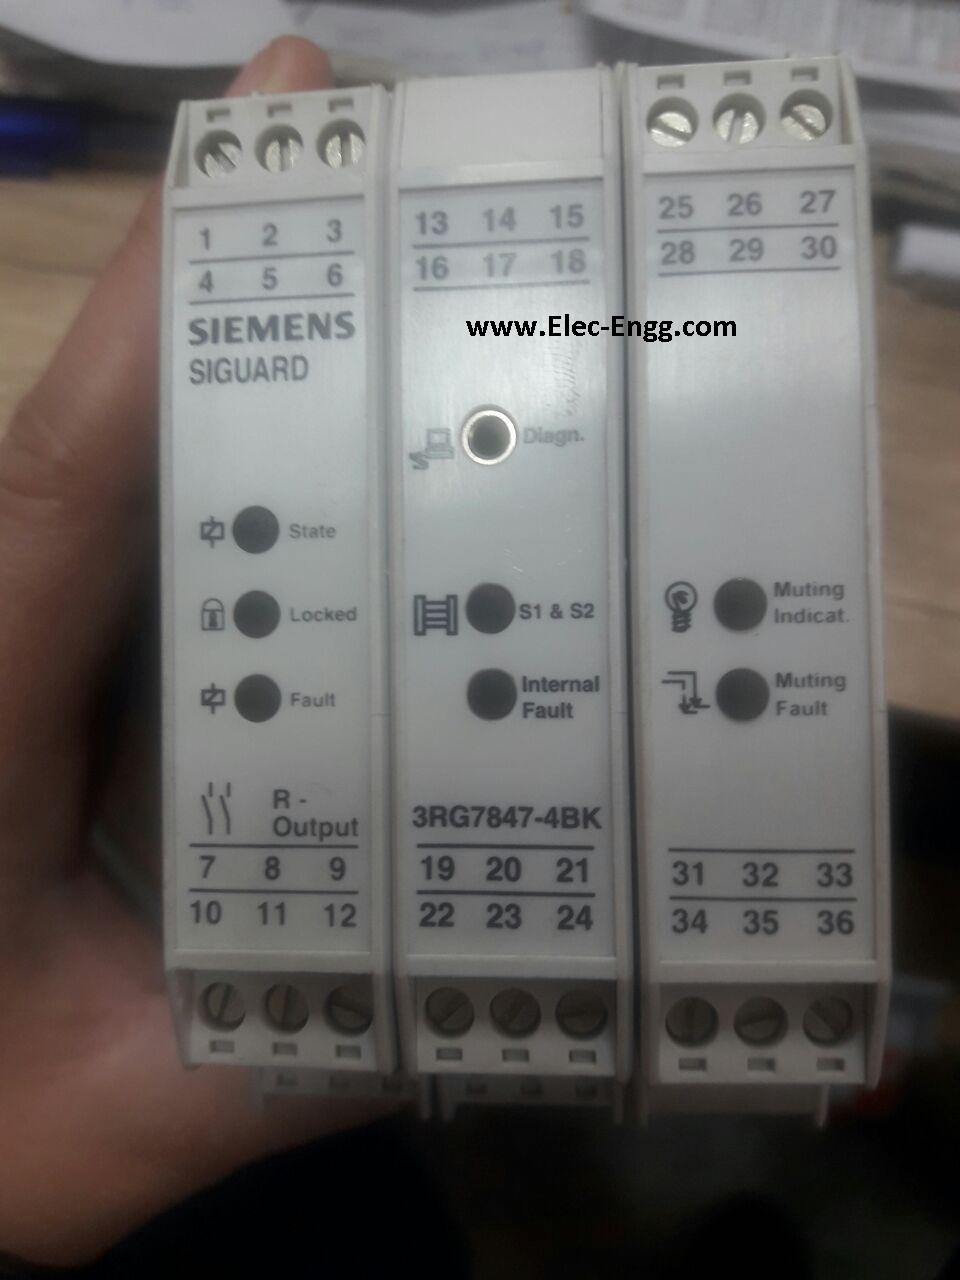 1 2 3
4 5 6
SIEMENS
SIGUARD
State
Locked
Fault
R -
Output
7 8 9
10 11 12
13 14 15
16 17 18
www.Elec-Engg.com
Diagn.
S1 & S2
Internal
Fault
3RG7847-4BK
19 20 21
22 23 24
25 26 27
28 29 30
Muting
Indicat.
Muting
Fault
31 32 33
34 35 36